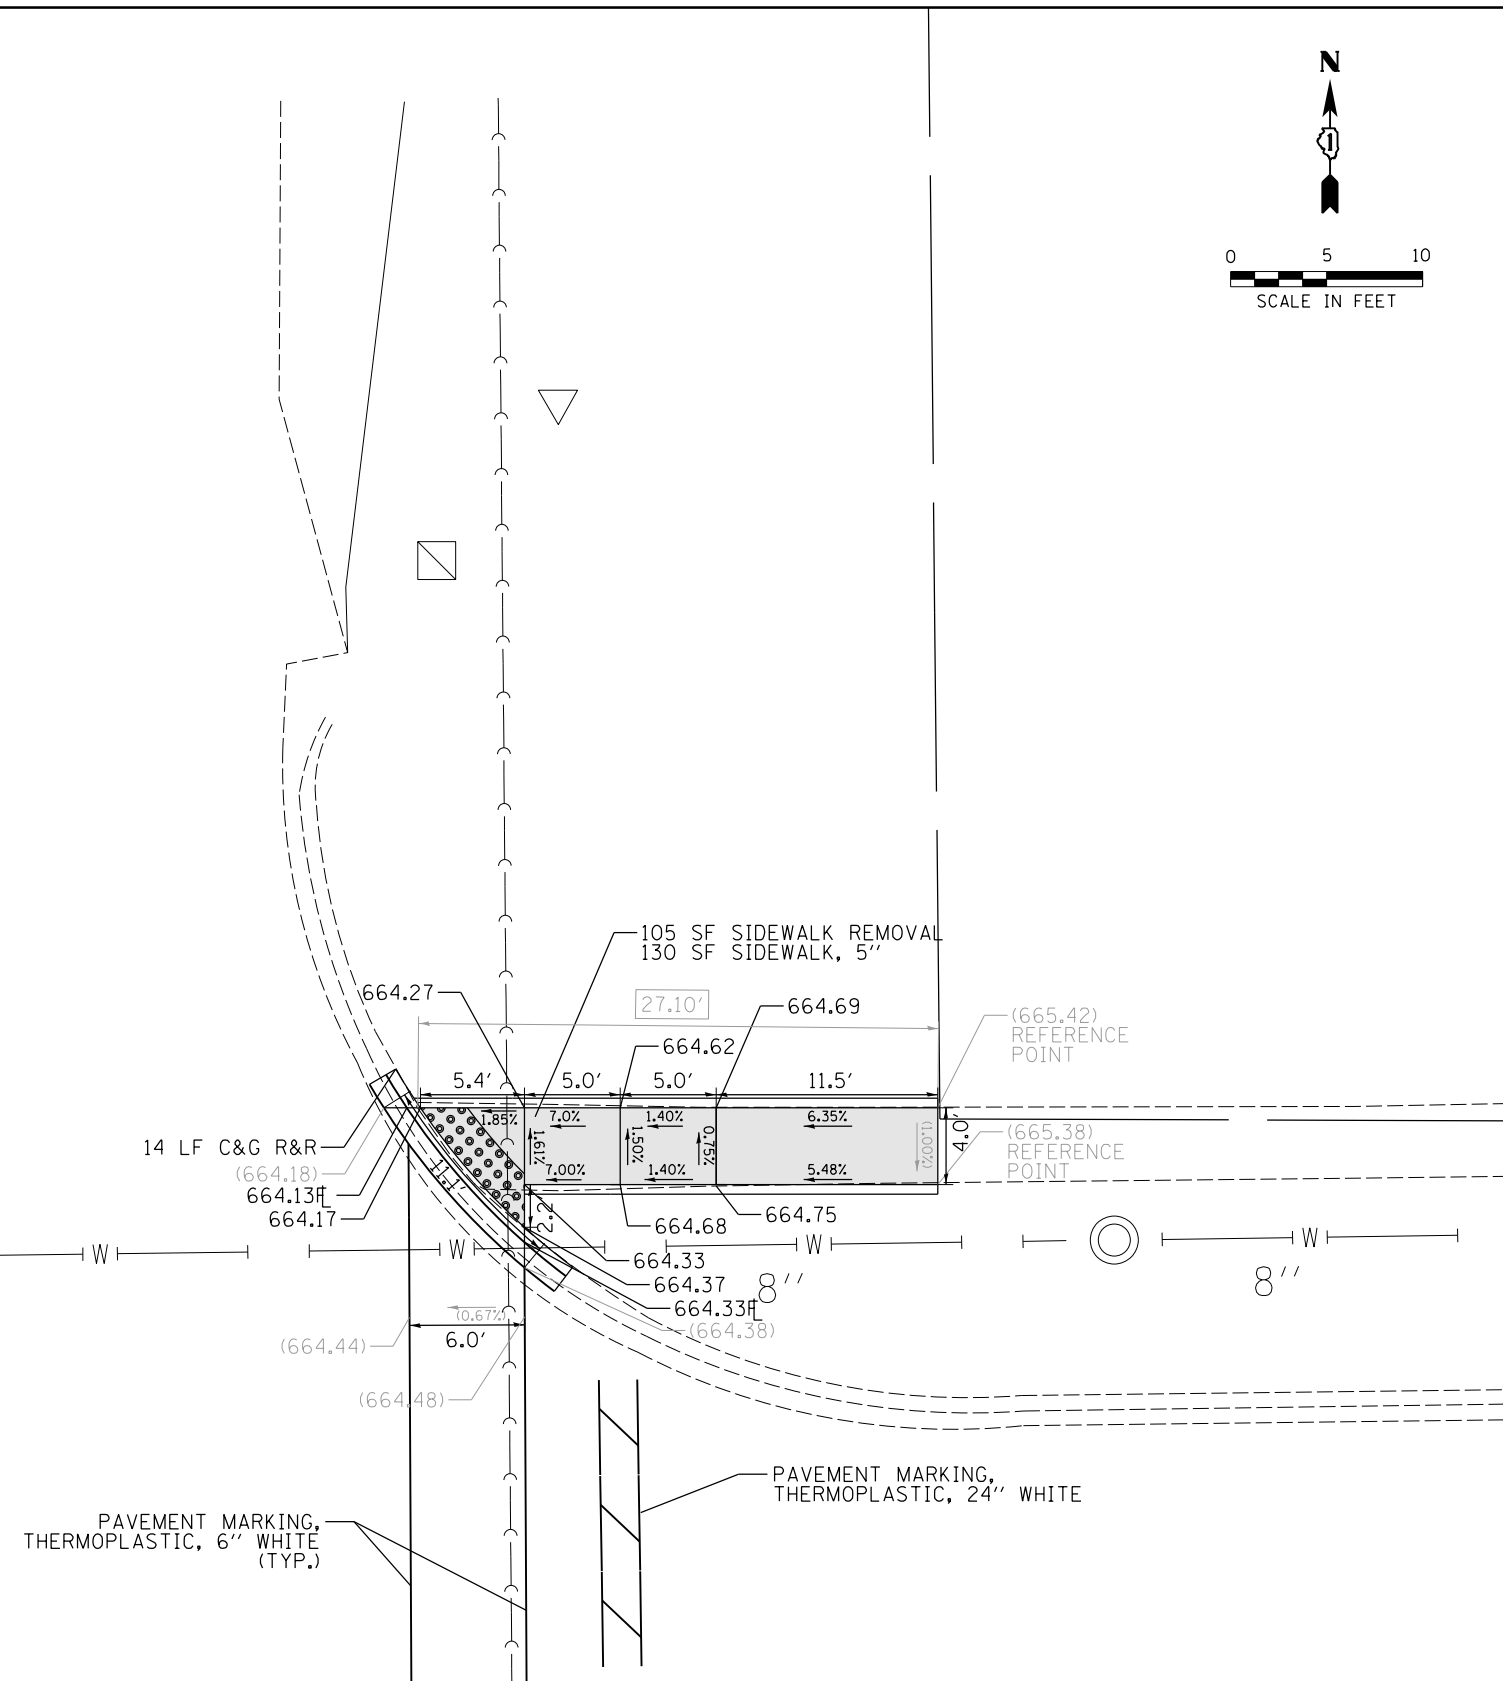 N
1
0 5 10
SCALE IN FEET
105 SF SIDEWALK REMOVAL
130 SF SIDEWALK, 5''
664.27
27.10'
664.69
(665.42)
REFERENCE
POINT
664.62
5.4' 5.0' 5.0' 11.5'
1.85% 7.0% 1.40% 6.35%
1.61% 1.50% 0.75% (1.00%) 4.0'
(665.38)
REFERENCE
POINT
7.00% 1.40% 5.48%
14 LF C&G R&R
(664.18)
664.13℄
664.17
11.1'
2.2'
664.75
664.68
W W W W
664.33
664.37
8'' 8''
664.33℄
(664.38)
(0.67%)
6.0'
(664.44)
(664.48)
PAVEMENT MARKING,
THERMOPLASTIC, 24'' WHITE
PAVEMENT MARKING,
THERMOPLASTIC, 6'' WHITE
(TYP.)